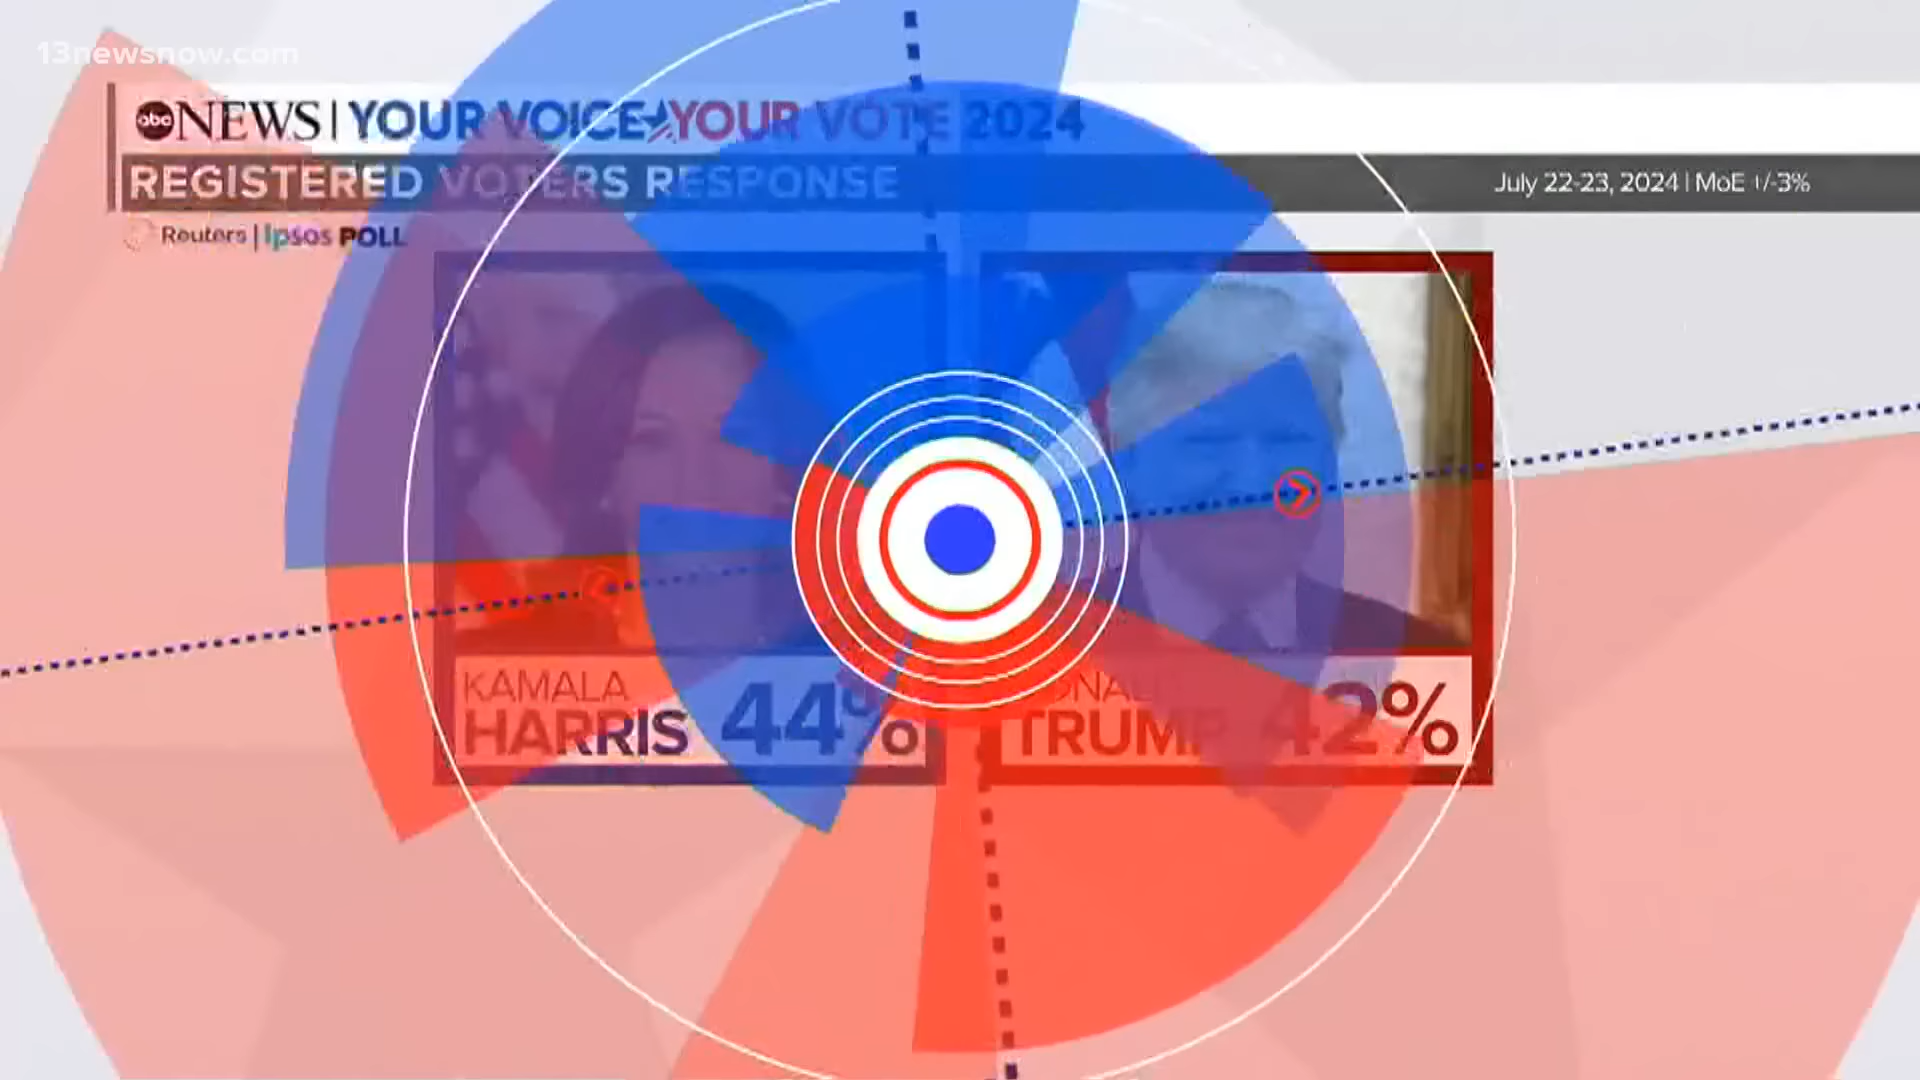 13newsnow.com
abc NEWS | YOUR VOICE YOUR VOTE 2024
REGISTERED VOTERS RESPONSE
July 22-23, 2024 | MoE +/-3%
Reuters | Ipsos POLL
KAMALA
HARRIS 44%
TRUMP 42%